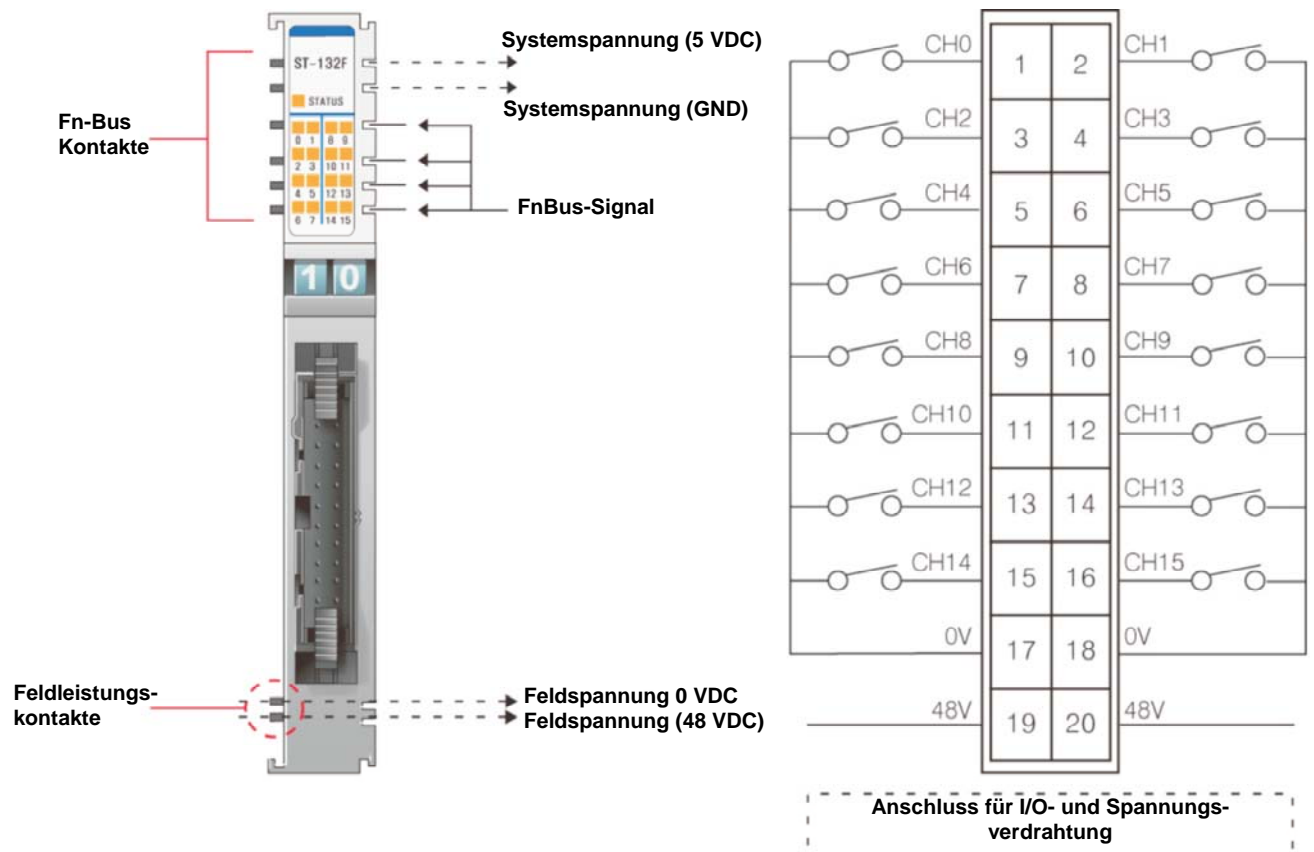 Systemspannung (5 VDC)
Systemspannung (GND)
Fn-Bus
Kontakte
FnBus-Signal
ST-132F
STATUS
0 1 8 9
2 3 10 11
4 5 12 13
6 7 14 15
1 0
Feldleistungs-
kontakte
Feldspannung 0 VDC
Feldspannung (48 VDC)
CH0 1 2 CH1
CH2 3 4 CH3
CH4 5 6 CH5
CH6 7 8 CH7
CH8 9 10 CH9
CH10 11 12 CH11
CH12 13 14 CH13
CH14 15 16 CH15
0V 17 18 0V
48V 19 20 48V
Anschluss für I/O- und Spannungs-
verdrahtung